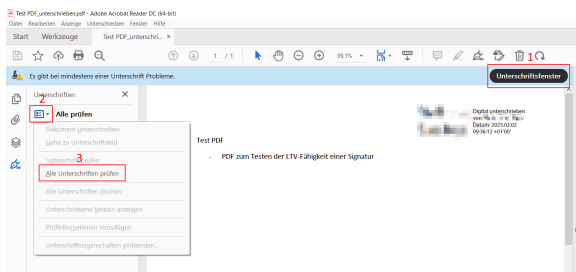 Test PDF_unterschrieben.pdf - Adobe Acrobat Reader DC (64-bit)
Datei Bearbeiten Anzeige Unterschreiben Fenster Hilfe
Start Werkzeuge Test PDF_unterschri... ×
1 / 1 99,1%
1
Es gibt bei mindestens einer Unterschrift Probleme. Unterschriftsfenster
Unterschriften ×
2
Alle prüfen
Dokument unterschreiben
Gehe zu Unterschriftsfeld
Unterschrift prüfen
3
Alle Unterschriften prüfen
Alle Unterschriften löschen
Unterschriebene Version anzeigen
Prüfinformationen hinzufügen
Unterschriftseigenschaften einblenden...
Digital unterschrieben
von
Datum: 2023.02.02
09:36:12 +01'00'
Test PDF
- PDF zum Testen der LTV-Fähigkeit einer Signatur